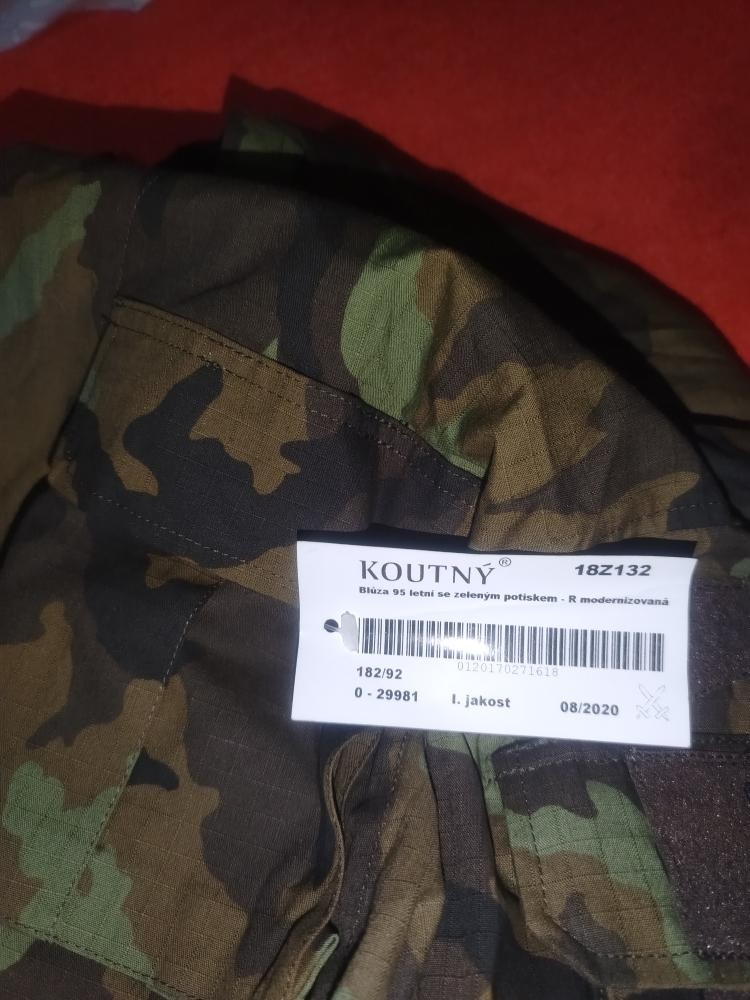 KOUTNÝ® 18Z132
Blůza 95 letní se zeleným potiskem - R modernizovaná
0120170271618
182/92
0 - 29981 I. jakost 08/2020